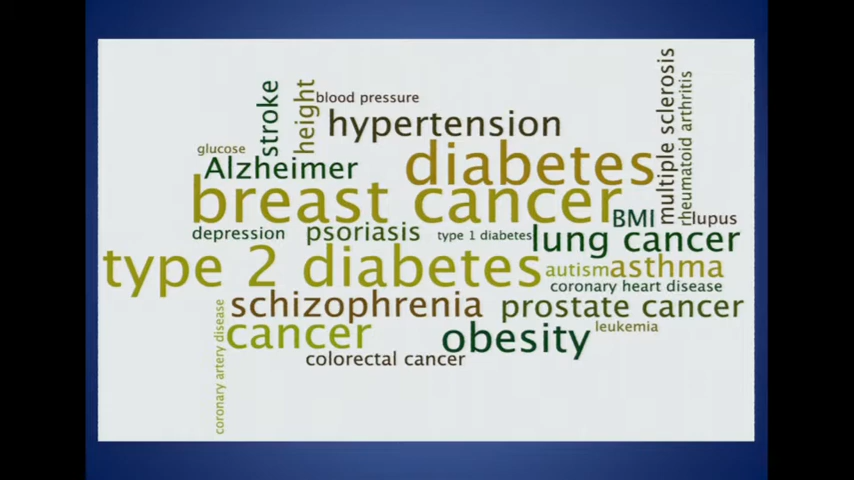 blood pressure
stroke
height
hypertension
multiple sclerosis
rheumatoid arthritis
glucose
Alzheimer
diabetes
breast cancer
BMI
lupus
depression
psoriasis
type 1 diabetes
lung cancer
type 2 diabetes
autism
asthma
coronary heart disease
schizophrenia
prostate cancer
coronary artery disease
cancer
obesity
leukemia
colorectal cancer